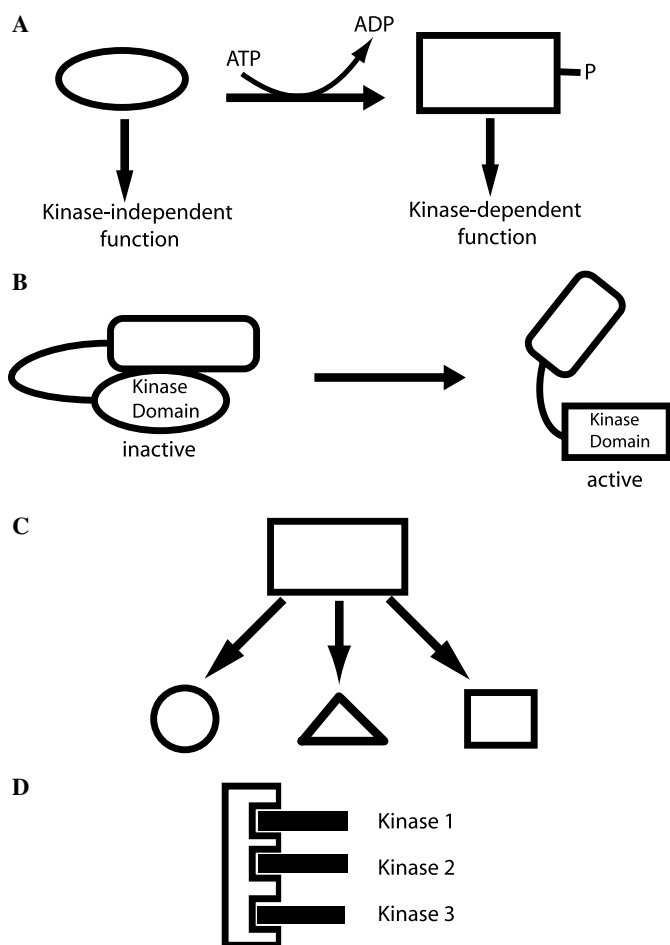 A
ATP
ADP
P
Kinase-independent
function
Kinase-dependent
function
B
Kinase
Domain
inactive
Kinase
Domain
active
C
D
Kinase 1
Kinase 2
Kinase 3